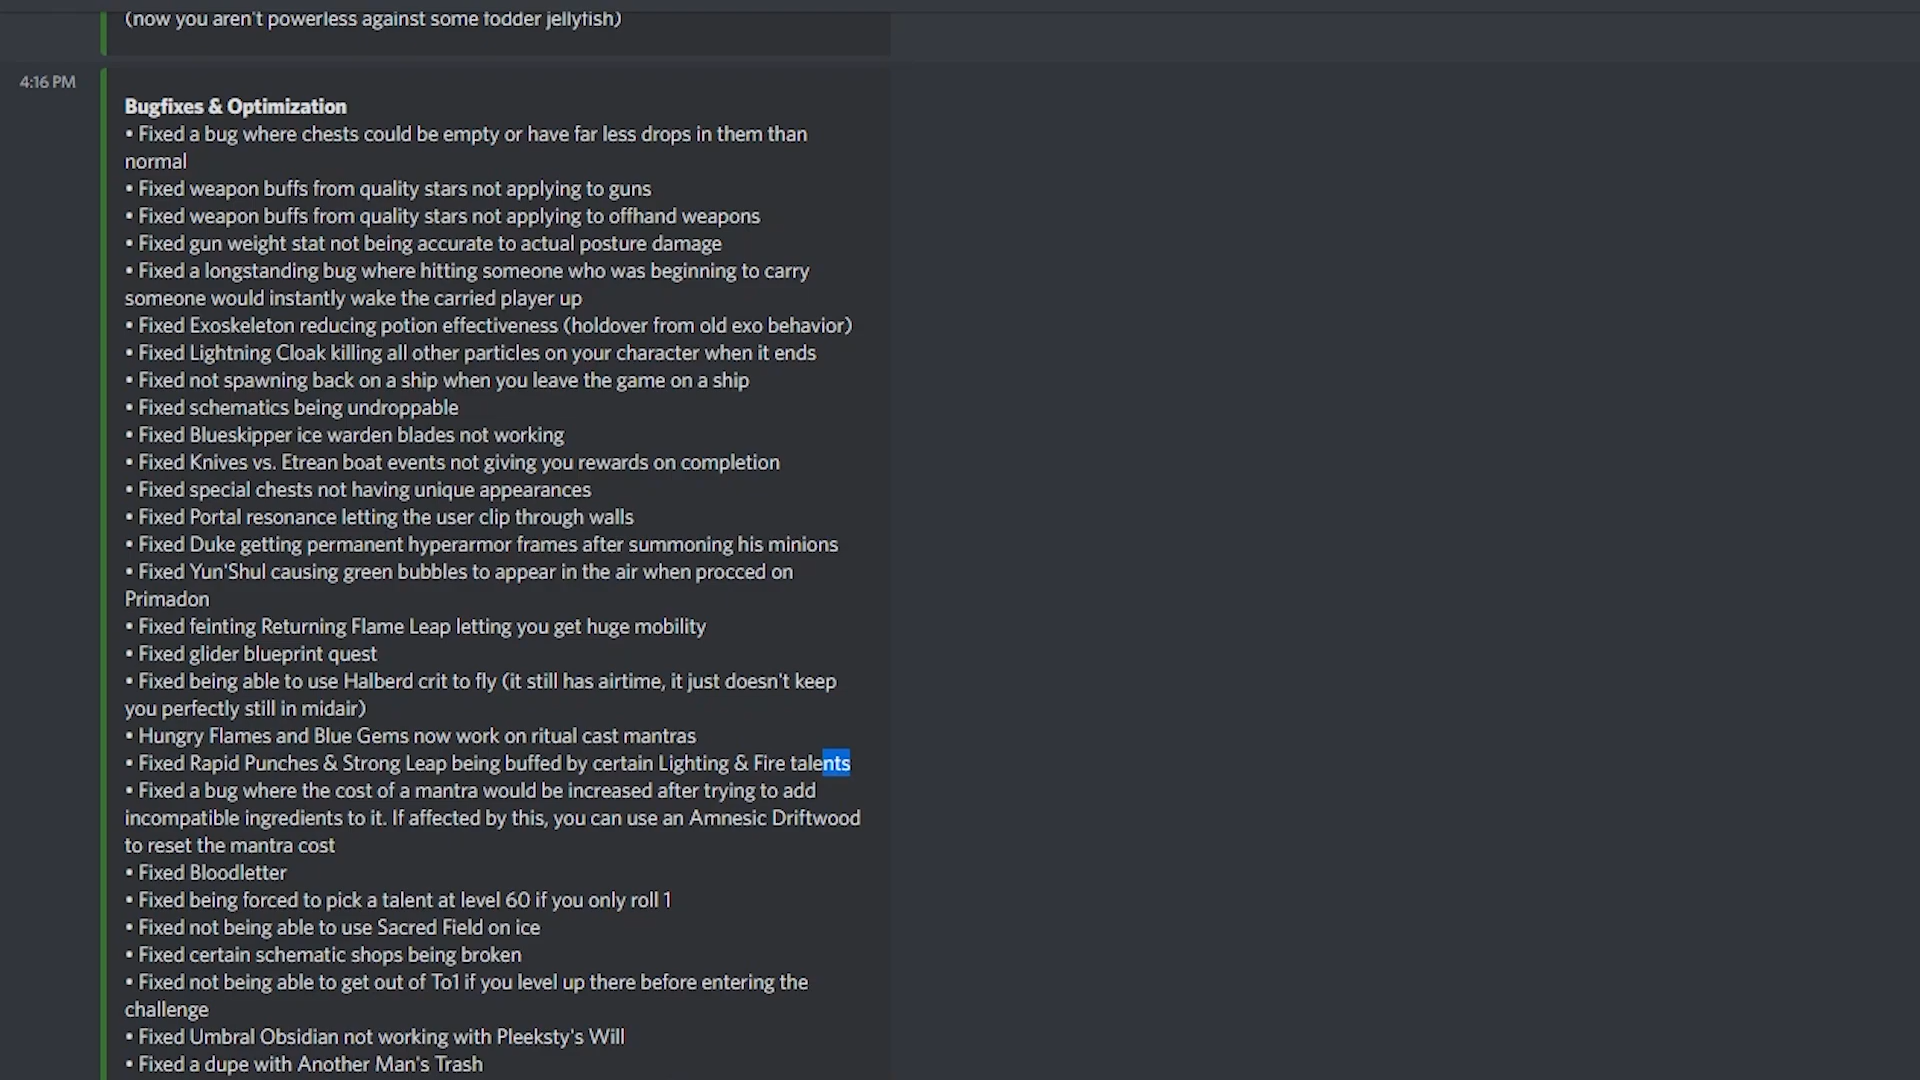 (now you aren't powerless against some fodder jellyfish)
4:16 PM
Bugfixes & Optimization
• Fixed a bug where chests could be empty or have far less drops in them than
normal
• Fixed weapon buffs from quality stars not applying to guns
• Fixed weapon buffs from quality stars not applying to offhand weapons
• Fixed gun weight stat not being accurate to actual posture damage
• Fixed a longstanding bug where hitting someone who was beginning to carry
someone would instantly wake the carried player up
• Fixed Exoskeleton reducing potion effectiveness (holdover from old exo behavior)
• Fixed Lightning Cloak killing all other particles on your character when it ends
• Fixed not spawning back on a ship when you leave the game on a ship
• Fixed schematics being undroppable
• Fixed Blueskipper ice warden blades not working
• Fixed Knives vs. Etrean boat events not giving you rewards on completion
• Fixed special chests not having unique appearances
• Fixed Portal resonance letting the user clip through walls
• Fixed Duke getting permanent hyperarmor frames after summoning his minions
• Fixed Yun'Shul causing green bubbles to appear in the air when procced on
Primadon
• Fixed feinting Returning Flame Leap letting you get huge mobility
• Fixed glider blueprint quest
• Fixed being able to use Halberd crit to fly (it still has airtime, it just doesn't keep
you perfectly still in midair)
• Hungry Flames and Blue Gems now work on ritual cast mantras
• Fixed Rapid Punches & Strong Leap being buffed by certain Lighting & Fire talents
• Fixed a bug where the cost of a mantra would be increased after trying to add
incompatible ingredients to it. If affected by this, you can use an Amnesic Driftwood
to reset the mantra cost
• Fixed Bloodletter
• Fixed being forced to pick a talent at level 60 if you only roll 1
• Fixed not being able to use Sacred Field on ice
• Fixed certain schematic shops being broken
• Fixed not being able to get out of To1 if you level up there before entering the
challenge
• Fixed Umbral Obsidian not working with Pleeksty's Will
• Fixed a dupe with Another Man's Trash